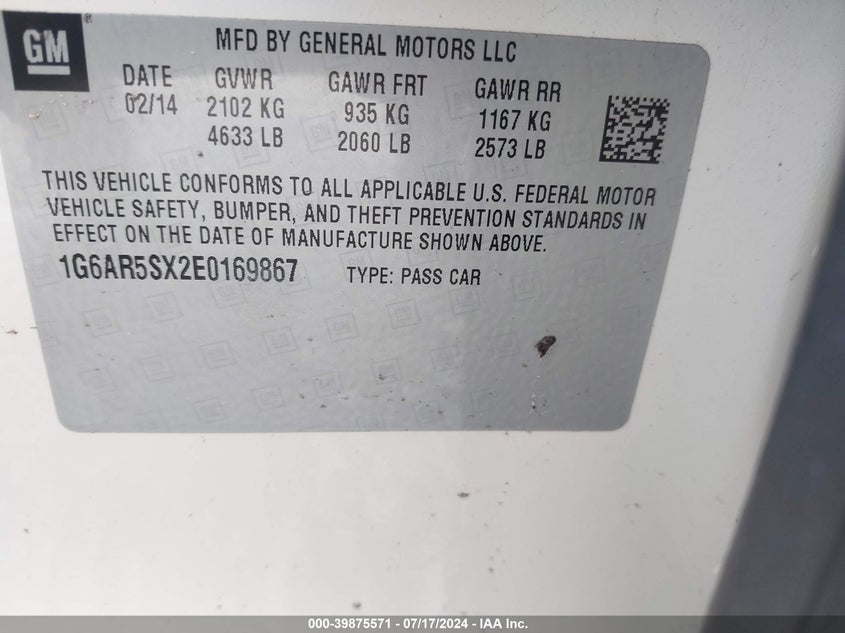 GM
MFD BY GENERAL MOTORS LLC
DATE GVWR GAWR FRT GAWR RR
02/14 2102 KG 935 KG 1167 KG
4633 LB 2060 LB 2573 LB
THIS VEHICLE CONFORMS TO ALL APPLICABLE U.S. FEDERAL MOTOR
VEHICLE SAFETY, BUMPER, AND THEFT PREVENTION STANDARDS IN
EFFECT ON THE DATE OF MANUFACTURE SHOWN ABOVE.
1G6AR5SX2E0169867 TYPE: PASS CAR
000-39875571 - 07/17/2024 - IAA Inc.